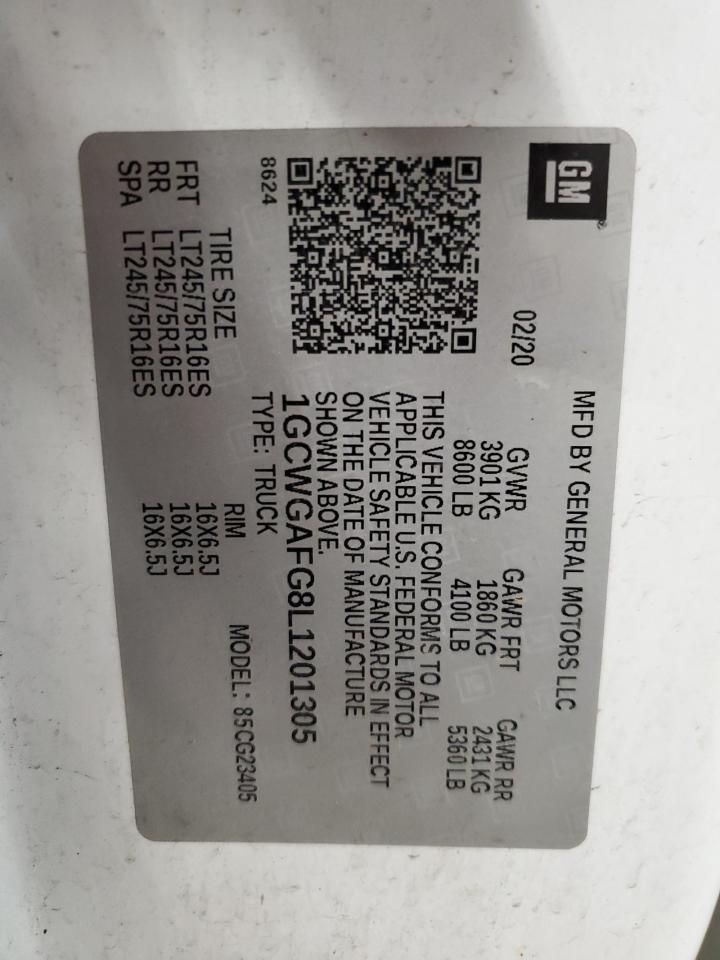 GM
MFD BY GENERAL MOTORS LLC
02/20
GVWR GAWR FRT GAWR RR
3901 KG 1860 KG 2431 KG
8600 LB 4100 LB 5360 LB
THIS VEHICLE CONFORMS TO ALL
APPLICABLE U.S. FEDERAL MOTOR
VEHICLE SAFETY STANDARDS IN EFFECT
ON THE DATE OF MANUFACTURE
SHOWN ABOVE.
1GCWGAFG8L1201305
8624
TYPE: TRUCK
MODEL: 85CG23405
TIRE SIZE RIM
FRT LT245/75R16ES 16X6.5J
RR LT245/75R16ES 16X6.5J
SPA LT245/75R16ES 16X6.5J